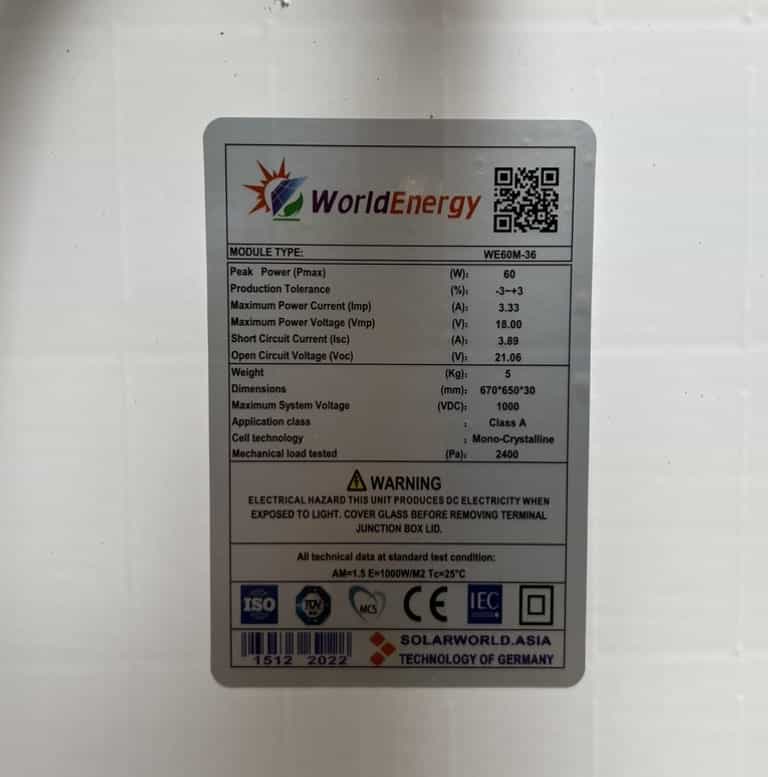 WorldEnergy
MODULE TYPE: WE60M-36
Peak Power (Pmax) (W): 60
Production Tolerance (%): -3~+3
Maximum Power Current (Imp) (A): 3.33
Maximum Power Voltage (Vmp) (V): 18.00
Short Circuit Current (Isc) (A): 3.89
Open Circuit Voltage (Voc) (V): 21.06
Weight (Kg): 5
Dimensions (mm): 670*650*30
Maximum System Voltage (VDC): 1000
Application class : Class A
Cell technology : Mono-Crystalline
Mechanical load tested (Pa): 2400
WARNING
ELECTRICAL HAZARD THIS UNIT PRODUCES DC ELECTRICITY WHEN
EXPOSED TO LIGHT. COVER GLASS BEFORE REMOVING TERMINAL
JUNCTION BOX LID.
All technical data at standard test condition:
AM=1.5 E=1000W/M2 Tc=25°C
ISO TÜV MCS CE IEC
1512 2022
SOLARWORLD.ASIA
TECHNOLOGY OF GERMANY